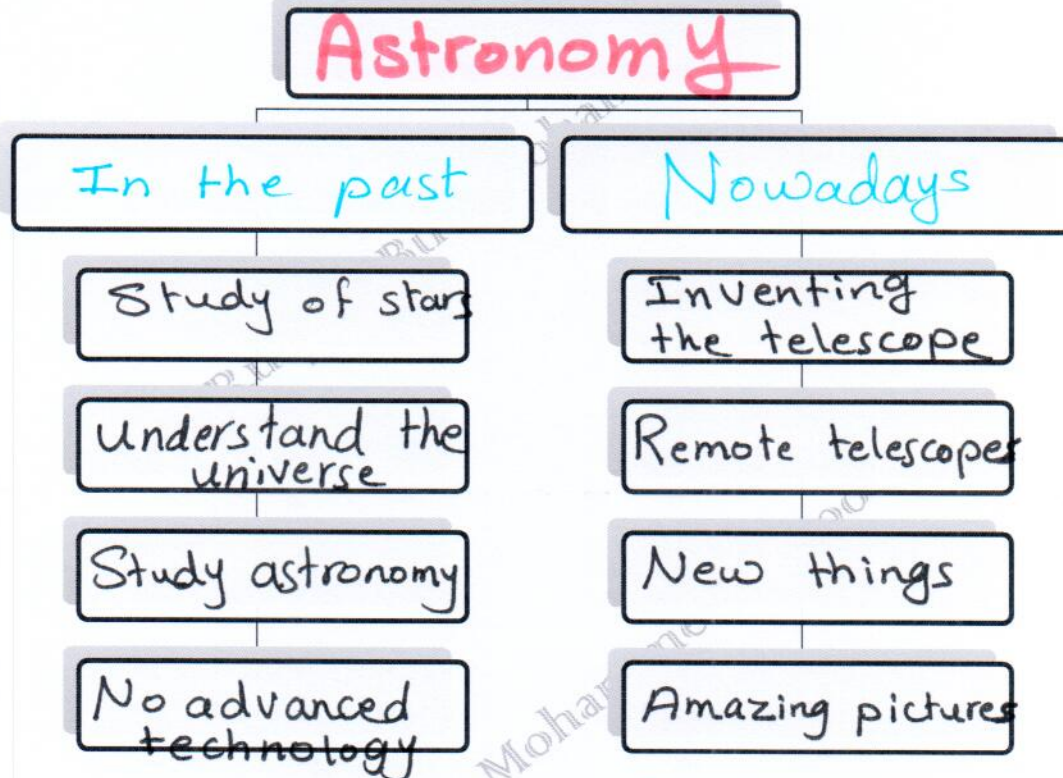 Astronomy
In the past
Study of stars
Understand the
universe
Study astronomy
No advanced
technology
Nowadays
Inventing
the telescope
Remote telescopes
New things
Amazing pictures
Mohame